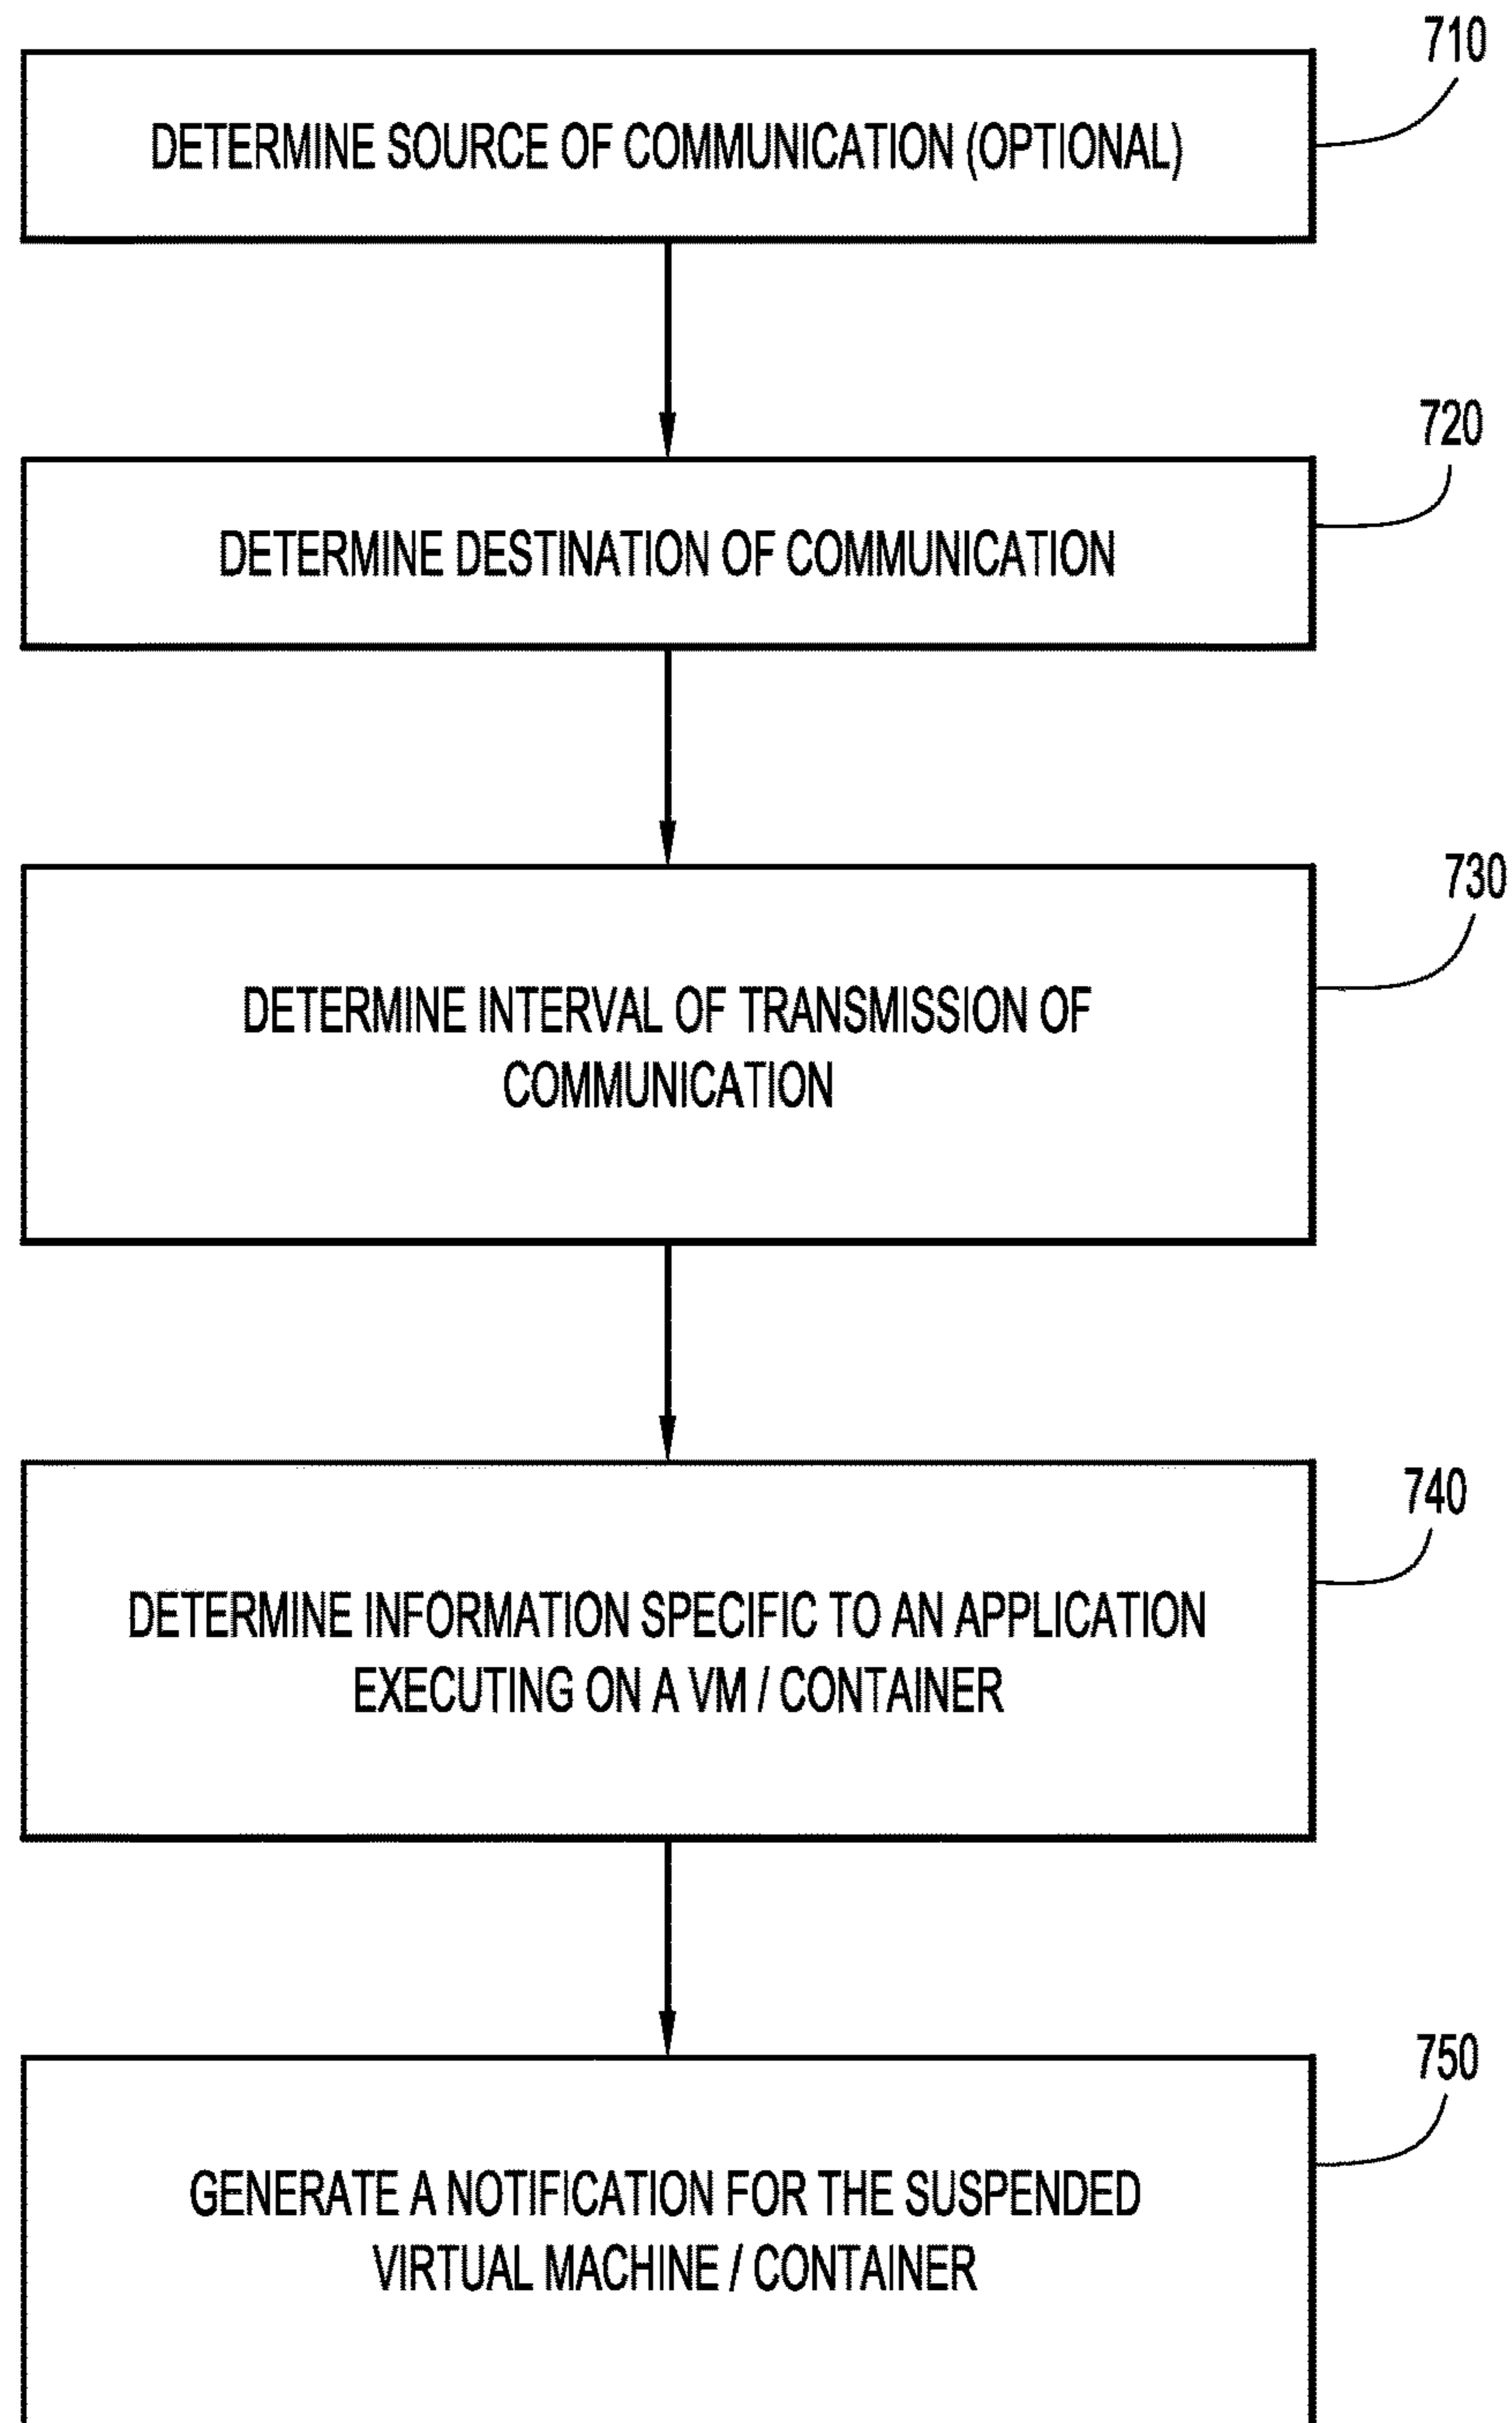 710
DETERMINE SOURCE OF COMMUNICATION (OPTIONAL)
720
DETERMINE DESTINATION OF COMMUNICATION
730
DETERMINE INTERVAL OF TRANSMISSION OF
COMMUNICATION
740
DETERMINE INFORMATION SPECIFIC TO AN APPLICATION
EXECUTING ON A VM / CONTAINER
750
GENERATE A NOTIFICATION FOR THE SUSPENDED
VIRTUAL MACHINE / CONTAINER